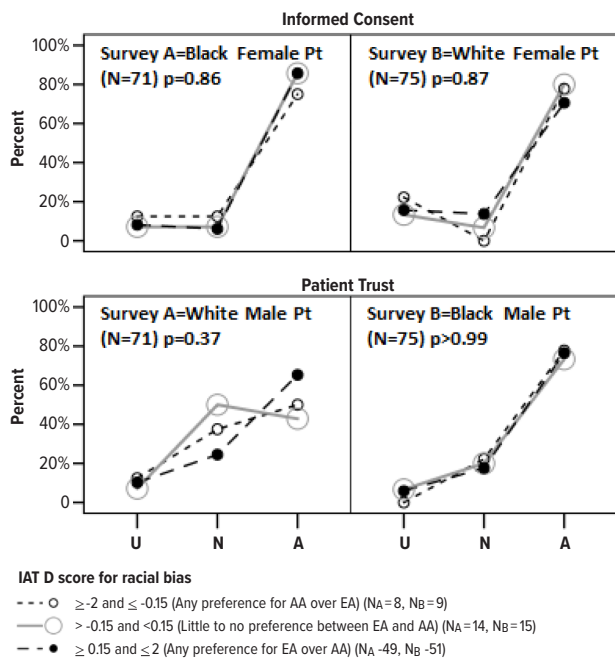 Informed Consent
Percent
100%
80%
60%
40%
20%
0
Survey A=Black Female Pt
(N=71) p=0.86
Survey B=White Female Pt
(N=75) p=0.87
Patient Trust
Percent
100%
80%
60%
40%
20%
0
Survey A=White Male Pt
(N=71) p=0.37
Survey B=Black Male Pt
(N=75) p>0.99
U N A U N A
IAT D score for racial bias
≥-2 and ≤ -0.15 (Any preference for AA over EA) (NA=8, NB=9)
> -0.15 and <0.15 (Little to no preference between EA and AA) (NA=14, NB=15)
≥ 0.15 and ≤2 (Any preference for EA over AA) (NA -49, NB -51)